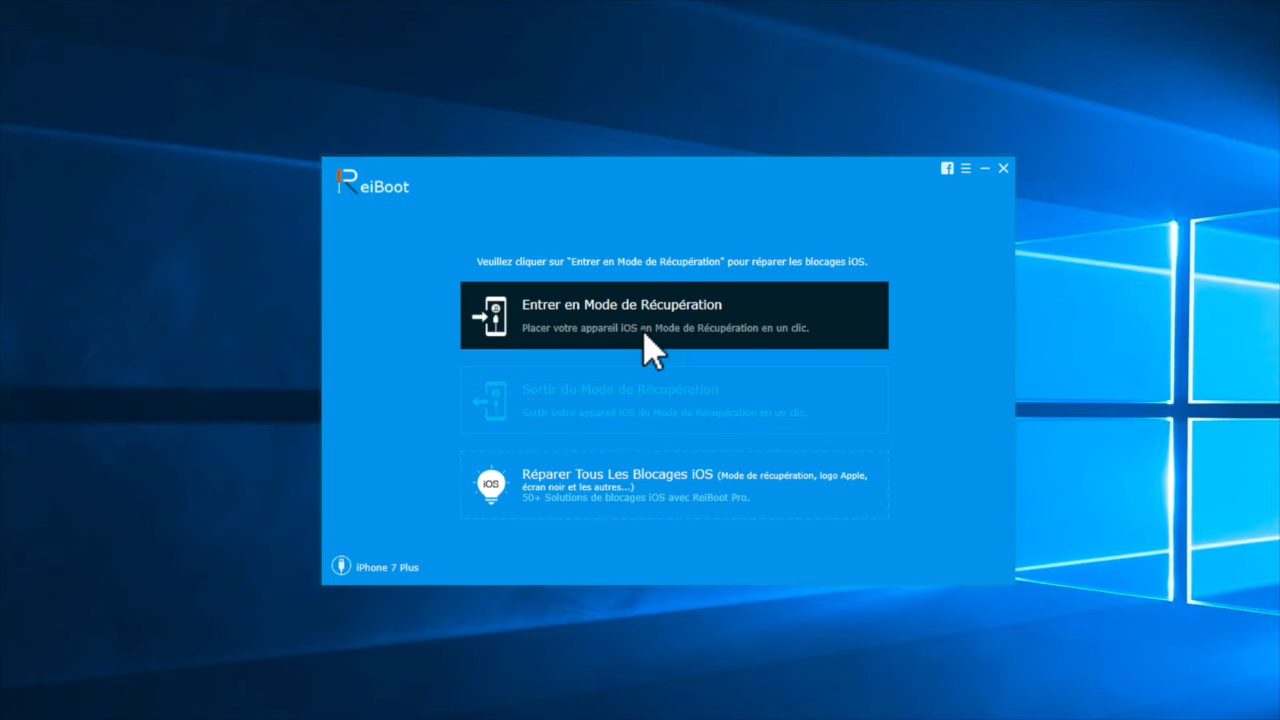 ReiBoot
Veuillez cliquer sur "Entrer en Mode de Récupération" pour réparer les blocages iOS.
Entrer en Mode de Récupération
Placer votre appareil iOS en Mode de Récupération en un clic.
Sortir du Mode de Récupération
Sortir votre appareil iOS du Mode de Récupération en un clic.
iOS
Réparer Tous Les Blocages iOS (Mode de récupération, logo Apple,
écran noir et les autres...)
50+ Solutions de blocages iOS avec ReiBoot Pro.
iPhone 7 Plus